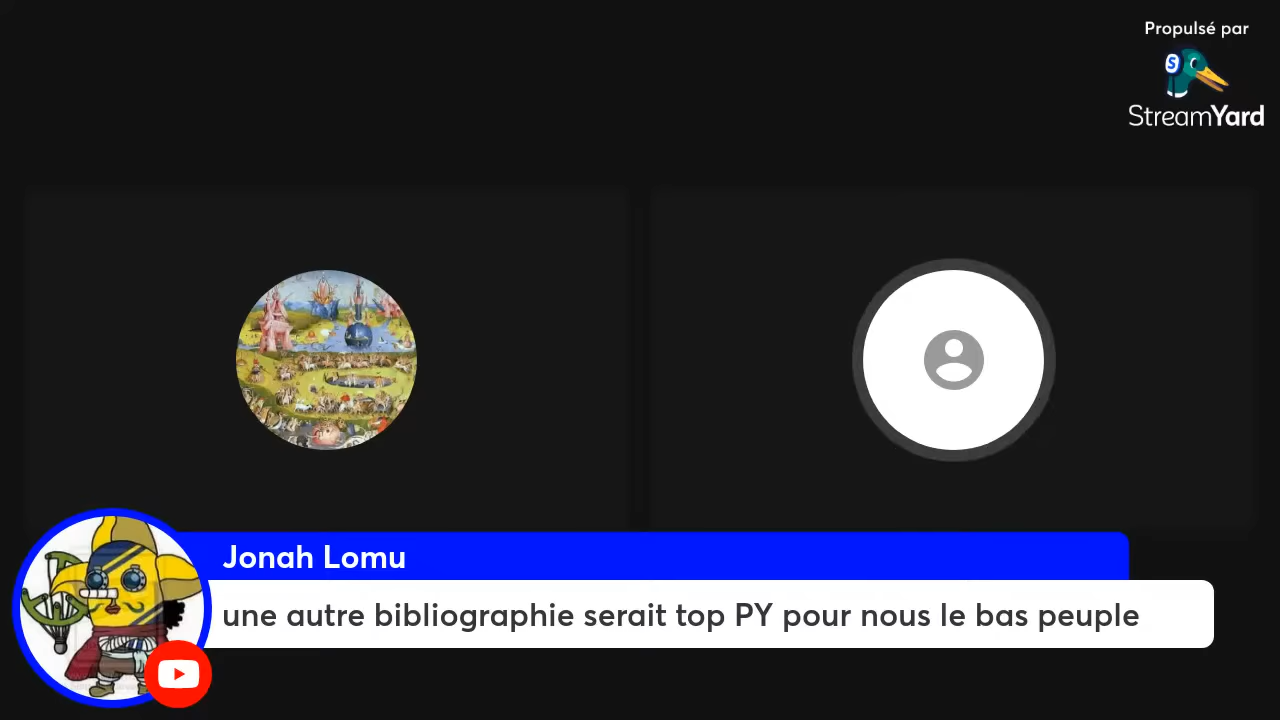 Propulsé par
S
StreamYard
Jonah Lomu
une autre bibliographie serait top PY pour nous le bas peuple